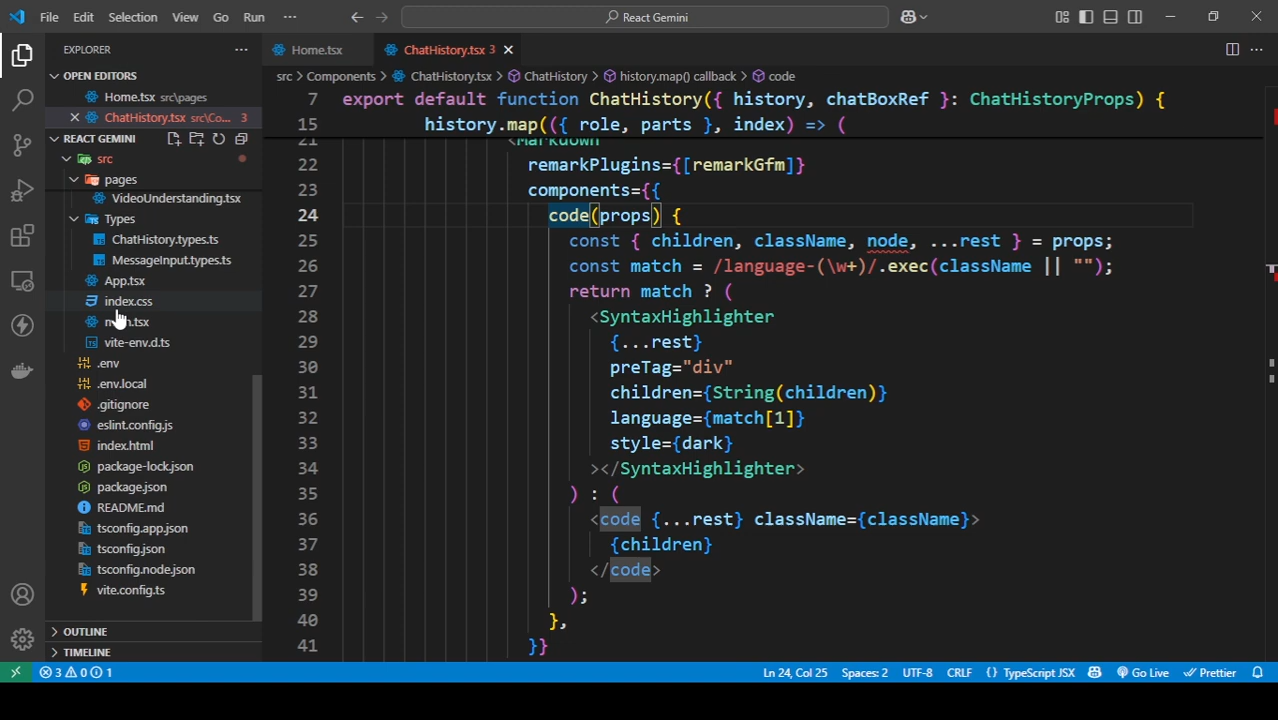 File Edit Selection View Go Run ··· React Gemini
EXPLORER ···
Home.tsx ChatHistory.tsx 3
OPEN EDITORS
src > Components > ChatHistory.tsx > ChatHistory > history.map() callback > code
Home.tsx src\pages
ChatHistory.tsx src\Co... 3
REACT GEMINI
src
pages
VideoUnderstanding.tsx
Types
ChatHistory.types.ts
MessageInput.types.ts
App.tsx
index.css
vite-env.d.ts
.env
.env.local
.gitignore
eslint.config.js
index.html
package-lock.json
package.json
README.md
tsconfig.app.json
tsconfig.json
tsconfig.node.json
vite.config.ts
OUTLINE
TIMELINE
7 export default function ChatHistory({ history, chatBoxRef }: ChatHistoryProps) {
15 history.map(({ role, parts }, index) => (
21 <Markdown
22 remarkPlugins={[remarkGfm]}
23 components={{
24 code(props) {
25 const { children, className, node, ...rest } = props;
26 const match = /language-(\w+)/.exec(className || "");
27 return match ? (
28 <SyntaxHighlighter
29 {...rest}
30 preTag="div"
31 children={String(children)}
32 language={match[1]}
33 style={dark}
34 ></SyntaxHighlighter>
35 ) : (
36 <code {...rest} className={className}>
37 {children}
38 </code>
39 );
40 },
41 }}
3 0 1 Ln 24, Col 25 Spaces: 2 UTF-8 CRLF {} TypeScript JSX Go Live Prettier